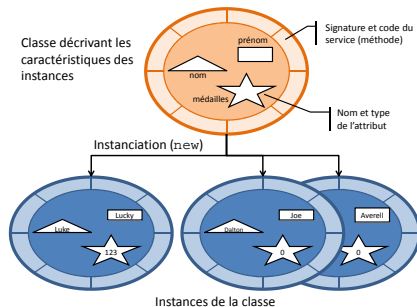 Signature et code du
service (méthode)
Classe décrivant les
caractéristiques des
instances
prénom
nom
médailles
Nom et type
de l'attribut
Instanciation (new)
Lucky
Luke
123
Joe
Dalton
0
Averell
0
Instances de la classe